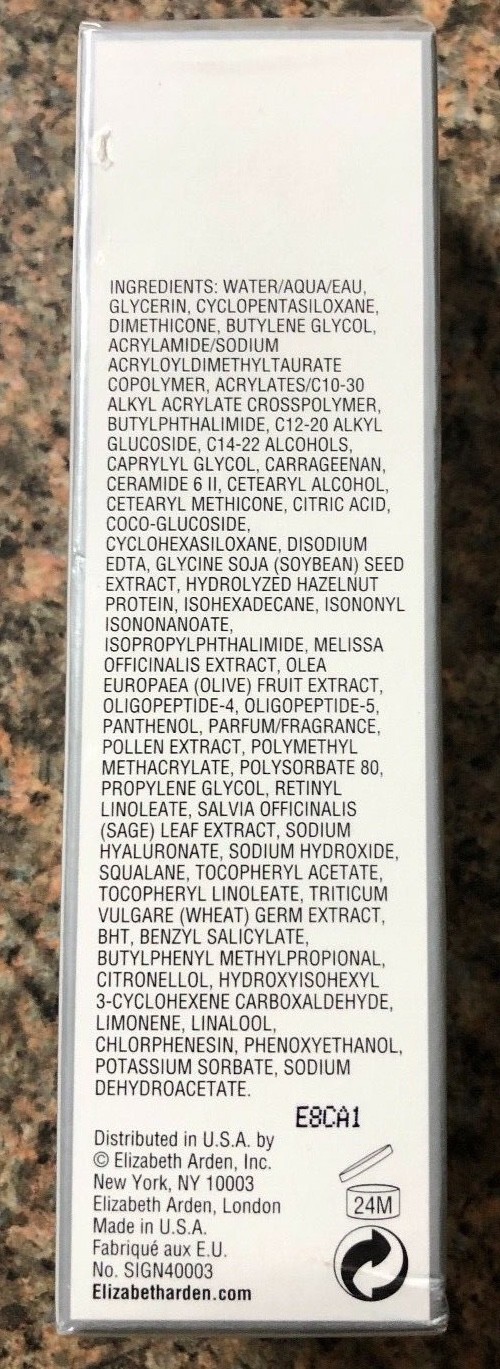 INGREDIENTS: WATER/AQUA/EAU,
GLYCERIN, CYCLOPENTASILOXANE,
DIMETHICONE, BUTYLENE GLYCOL,
ACRYLAMIDE/SODIUM
ACRYLOYLDIMETHYLTAURATE
COPOLYMER, ACRYLATES/C10-30
ALKYL ACRYLATE CROSSPOLYMER,
BUTYLPHTHALIMIDE, C12-20 ALKYL
GLUCOSIDE, C14-22 ALCOHOLS,
CAPRYLYL GLYCOL, CARRAGEENAN,
CERAMIDE 6 II, CETEARYL ALCOHOL,
CETEARYL METHICONE, CITRIC ACID,
COCO-GLUCOSIDE,
CYCLOHEXASILOXANE, DISODIUM
EDTA, GLYCINE SOJA (SOYBEAN) SEED
EXTRACT, HYDROLYZED HAZELNUT
PROTEIN, ISOHEXADECANE, ISONONYL
ISONONANOATE,
ISOPROPYLPHTHALIMIDE, MELISSA
OFFICINALIS EXTRACT, OLEA
EUROPAEA (OLIVE) FRUIT EXTRACT,
OLIGOPEPTIDE-4, OLIGOPEPTIDE-5,
PANTHENOL, PARFUM/FRAGRANCE,
POLLEN EXTRACT, POLYMETHYL
METHACRYLATE, POLYSORBATE 80,
PROPYLENE GLYCOL, RETINYL
LINOLEATE, SALVIA OFFICINALIS
(SAGE) LEAF EXTRACT, SODIUM
HYALURONATE, SODIUM HYDROXIDE,
SQUALANE, TOCOPHERYL ACETATE,
TOCOPHERYL LINOLEATE, TRITICUM
VULGARE (WHEAT) GERM EXTRACT,
BHT, BENZYL SALICYLATE,
BUTYLPHENYL METHYLPROPIONAL,
CITRONELLOL, HYDROXYISOHEXYL
3-CYCLOHEXENE CARBOXALDEHYDE,
LIMONENE, LINALOOL,
CHLORPHENESIN, PHENOXYETHANOL,
POTASSIUM SORBATE, SODIUM
DEHYDROACETATE.
E8CA1
Distributed in U.S.A. by
© Elizabeth Arden, Inc.
New York, NY 10003
Elizabeth Arden, London
Made in U.S.A.
Fabriqué aux E.U.
No. SIGN40003
Elizabetharden.com
24M